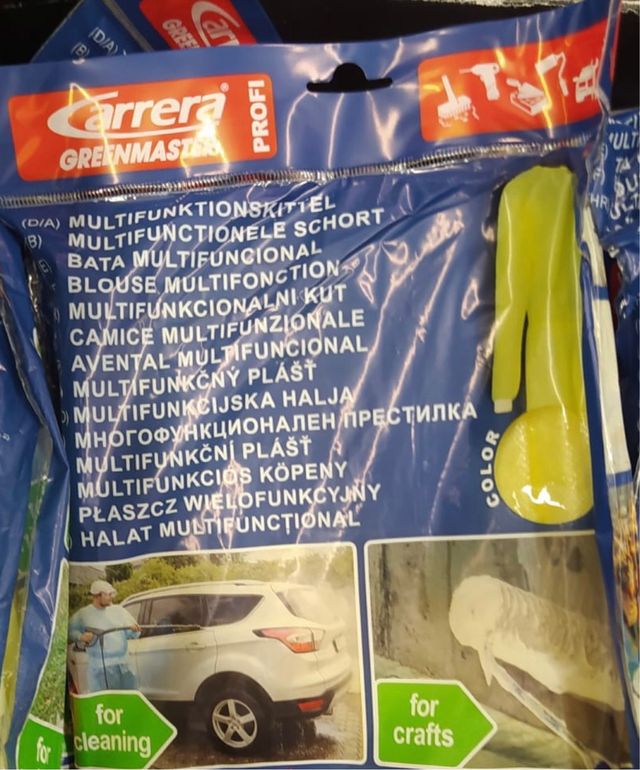 (D/A)
(B)
Carrera®
GREENMASTER
PROFI
(D/A) MULTIFUNKTIONSKITTEL
(B) MULTIFUNCTIONELE SCHORT
BATA MULTIFUNCIONAL
BLOUSE MULTIFONCTION
MULTIFUNKCIONALNI KUT
CAMICE MULTIFUNZIONALE
AVENTAL MULTIFUNCIONAL
MULTIFUNKČNÝ PLÁŠŤ
MULTIFUNKCIJSKA HALJA
МНОГОФУНКЦИОНАЛЕН ПРЕСТИЛКА
MULTIFUNKČNÍ PLÁŠŤ
MULTIFUNKCIÓS KÖPENY
PŁASZCZ WIELOFUNKCYJNY
HALAT MULTIFUNCȚIONAL
COLOR
for
cleaning
for
crafts
for